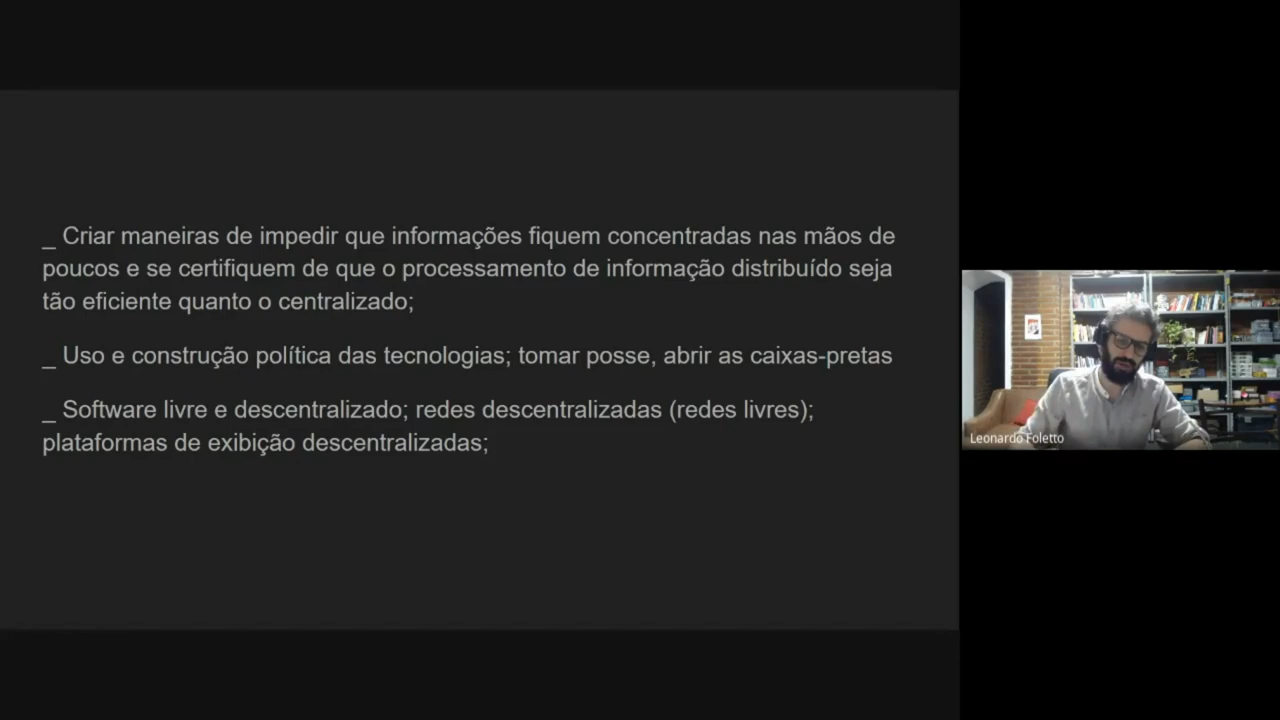 _ Criar maneiras de impedir que informações fiquem concentradas nas mãos de
poucos e se certifiquem de que o processamento de informação distribuído seja
tão eficiente quanto o centralizado;
_ Uso e construção política das tecnologias; tomar posse, abrir as caixas-pretas
_ Software livre e descentralizado; redes descentralizadas (redes livres);
plataformas de exibição descentralizadas;
Leonardo Foletto